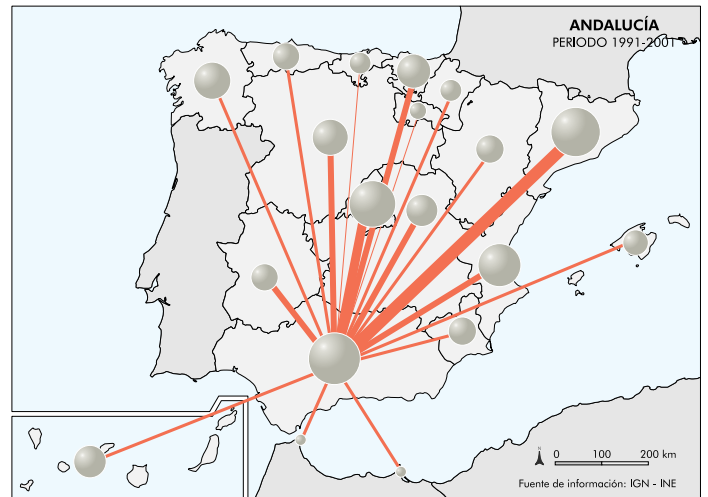 ANDALUCÍA
PERIODO 1991-2001
N
0 100 200 km
Fuente de información: IGN - INE